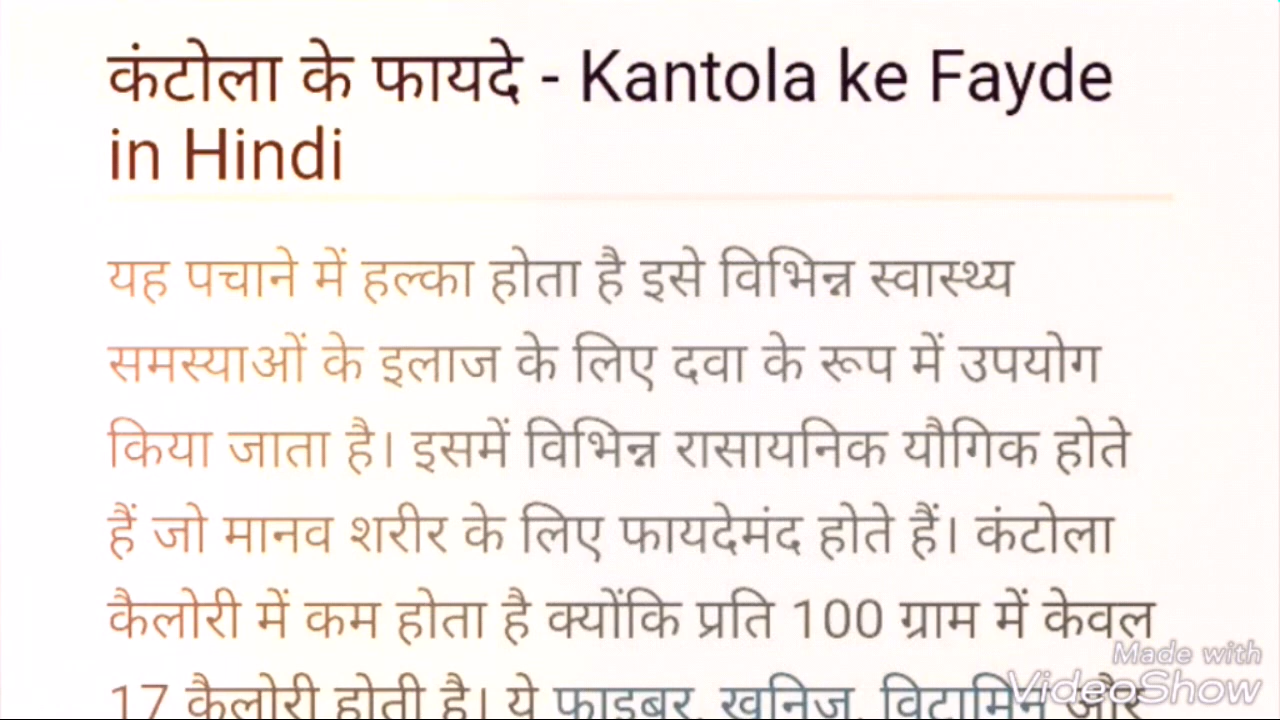 कंटोला के फायदे - Kantola ke Fayde
in Hindi
यह पचाने में हल्का होता है इसे विभिन्न स्वास्थ्य
समस्याओं के इलाज के लिए दवा के रूप में उपयोग
किया जाता है। इसमें विभिन्न रासायनिक यौगिक होते
हैं जो मानव शरीर के लिए फायदेमंद होते हैं। कंटोला
कैलोरी में कम होता है क्योंकि प्रति 100 ग्राम में केवल
17 कैलोरी होती है। ये फाइबर, खनिज, विटामिन और
Made with
VideoShow